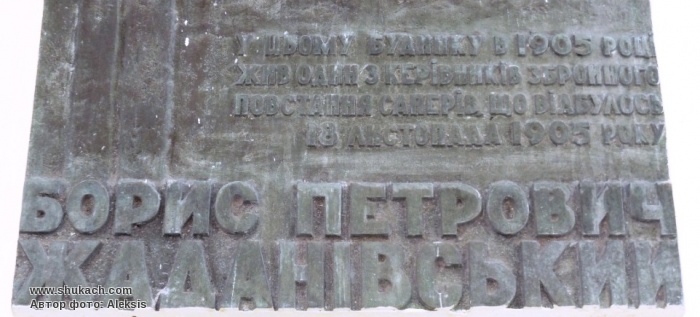 У ЦЬОМУ БУДИНКУ В 1905 РОЦІ
ЖИВ ОДИН З КЕРІВНИКІВ ЗБРОЙНОГО
ПОВСТАННЯ САПЕРІВ, ЩО ВІДБУЛОСЬ
18 ЛИСТОПАДА 1905 РОКУ
БОРИС ПЕТРОВИЧ
ЖАДАНІВСЬКИЙ
www.shukach.com
Автор фото: Aleksis